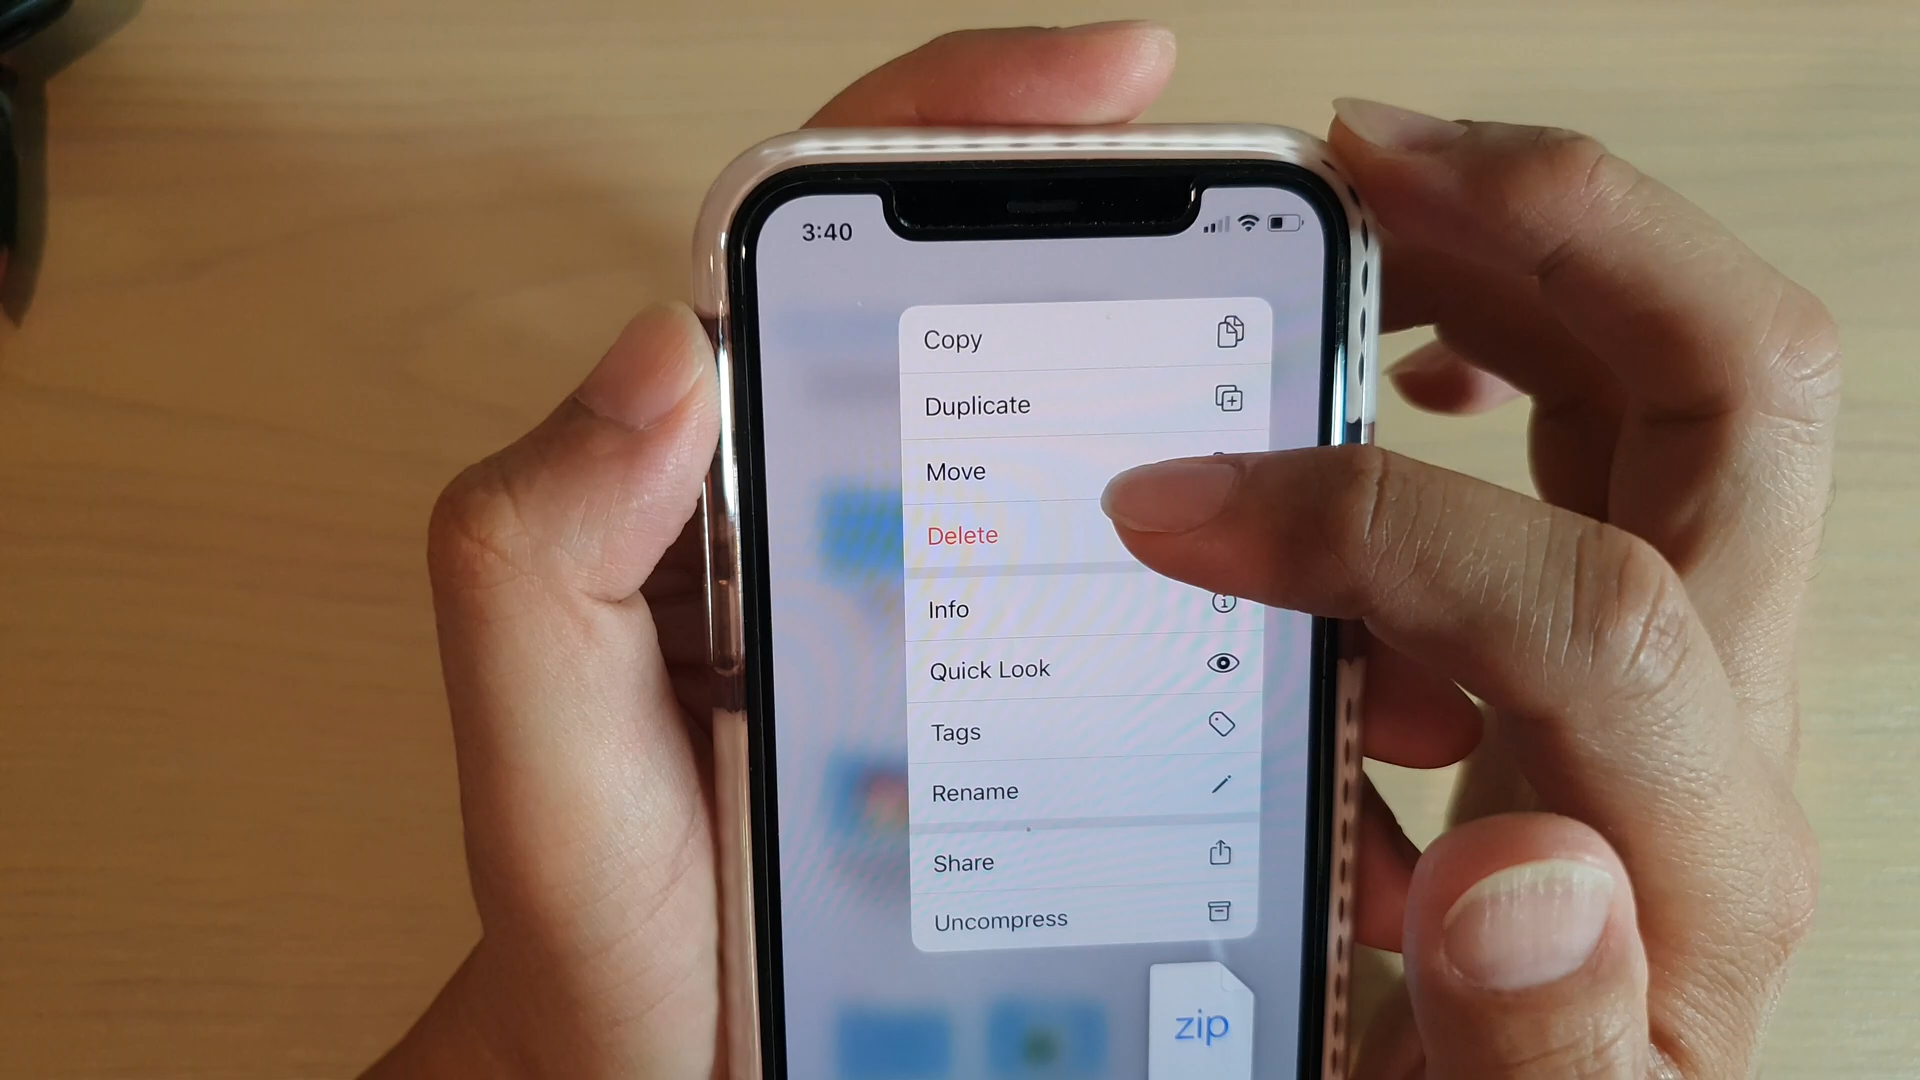 3:40
Copy
Duplicate
Move
Delete
Info
Quick Look
Tags
Rename
Share
Uncompress
zip